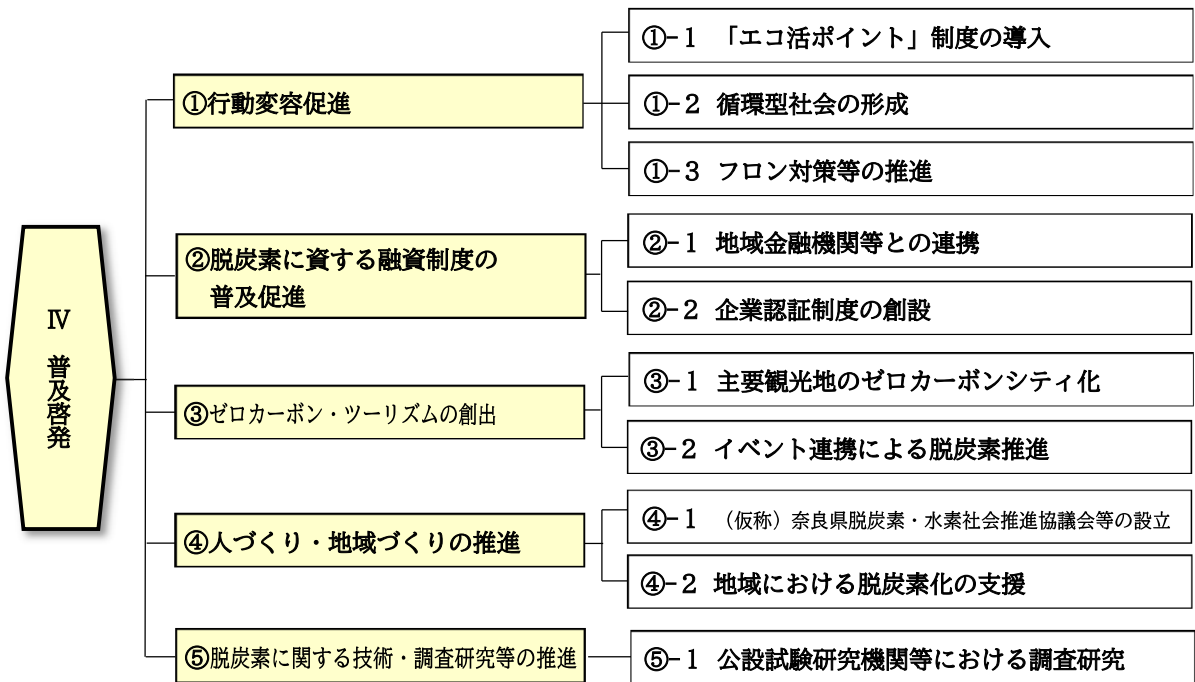 Ⅳ 普及啓発
①行動変容促進
①-1 「エコ活ポイント」制度の導入
①-2 循環型社会の形成
①-3 フロン対策等の推進
②脱炭素に資する融資制度の
普及促進
②-1 地域金融機関等との連携
②-2 企業認証制度の創設
③ゼロカーボン・ツーリズムの創出
③-1 主要観光地のゼロカーボンシティ化
③-2 イベント連携による脱炭素推進
④人づくり・地域づくりの推進
④-1 （仮称）奈良県脱炭素・水素社会推進協議会等の設立
④-2 地域における脱炭素化の支援
⑤脱炭素に関する技術・調査研究等の推進
⑤-1 公設試験研究機関等における調査研究